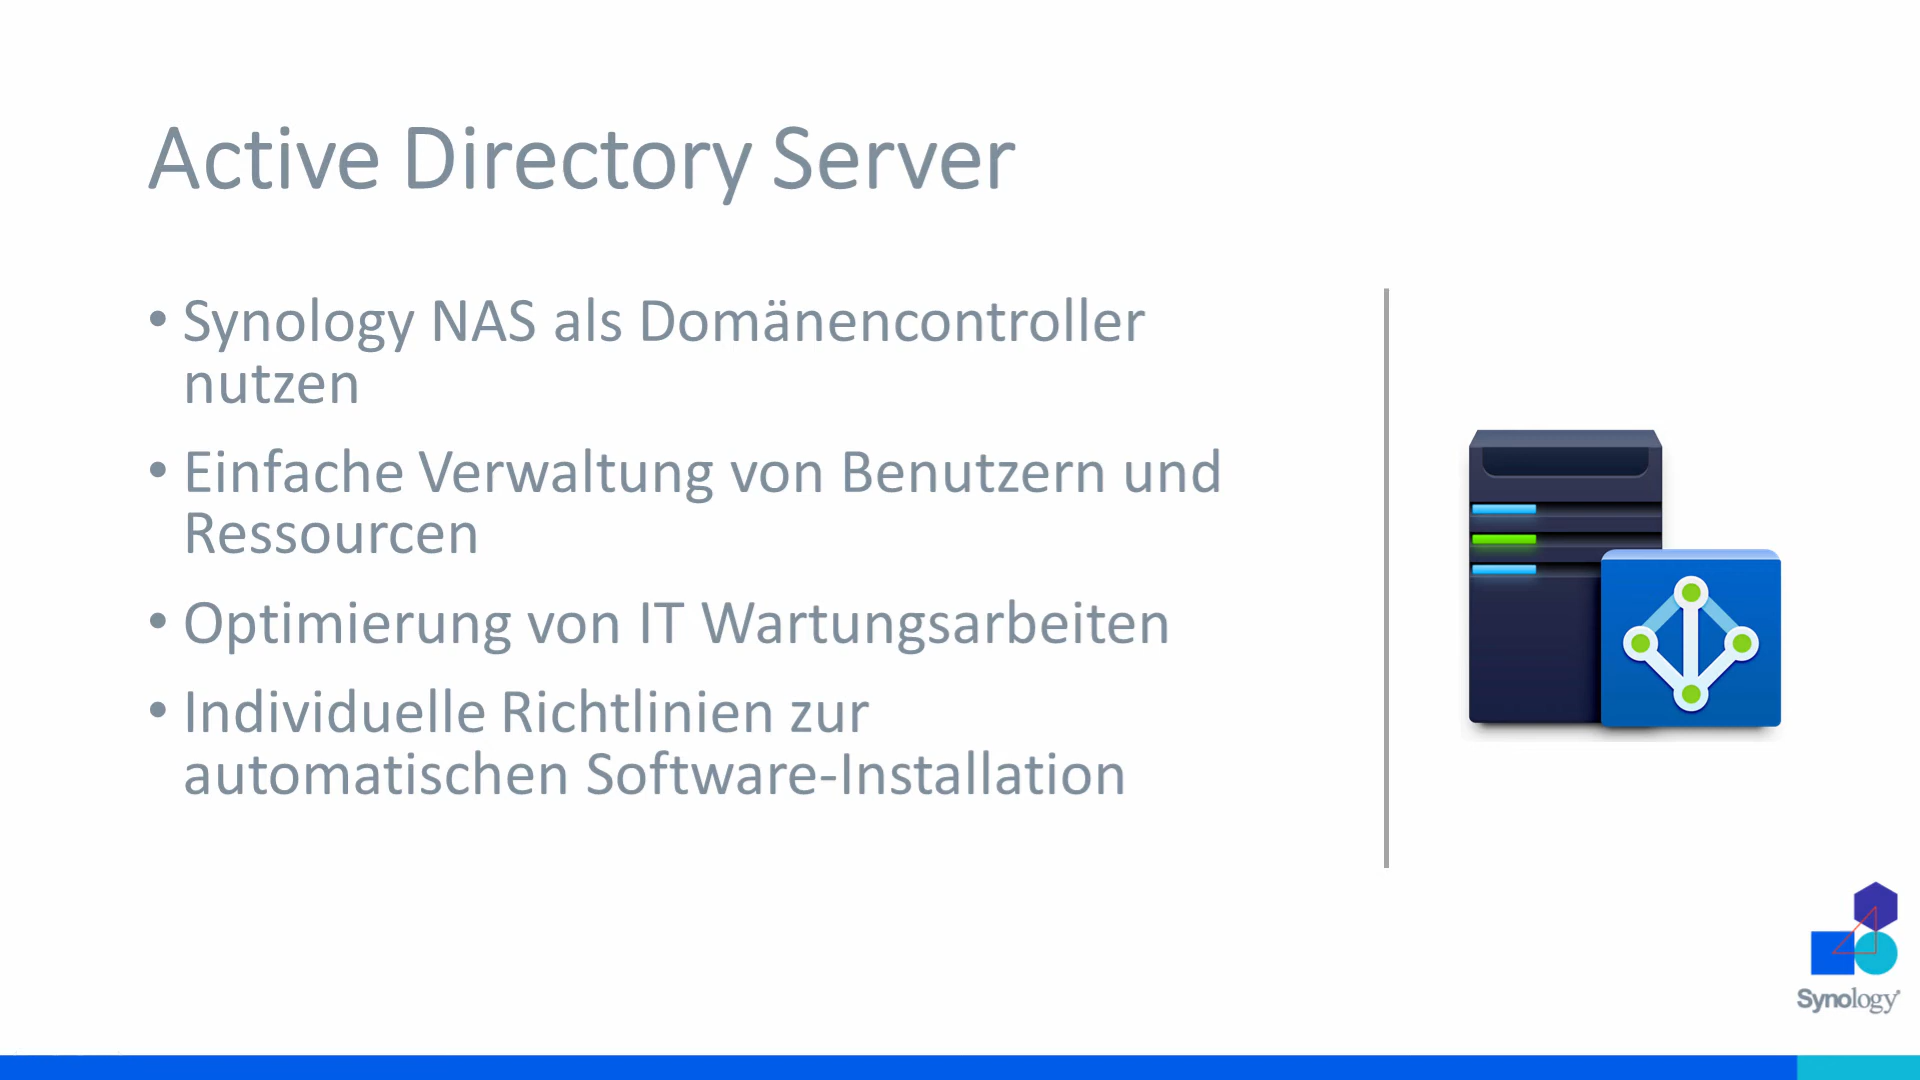 Active Directory Server
• Synology NAS als Domänencontroller
nutzen
• Einfache Verwaltung von Benutzern und
Ressourcen
• Optimierung von IT Wartungsarbeiten
• Individuelle Richtlinien zur
automatischen Software-Installation
Synology